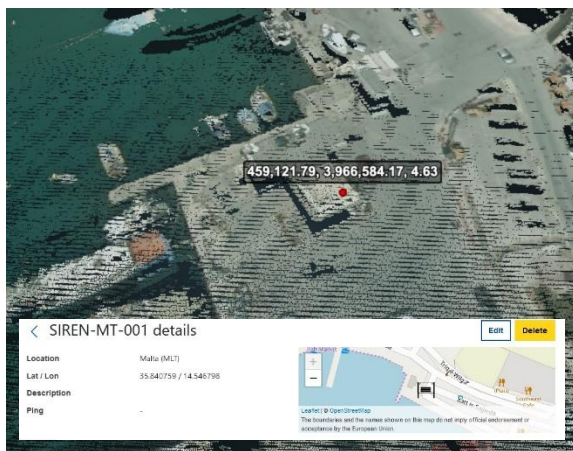 459,121.79, 3,966,584.17, 4.63
< SIREN-MT-001 details
Edit
Delete
Location
Malta (MLT)
Lat / Lon
35.840759 / 14.546798
Description
Ping
-
+
−
Leaflet | © OpenStreetMap
The boundaries and the names shown on this map do not imply official endorsement or
acceptance by the European Union.